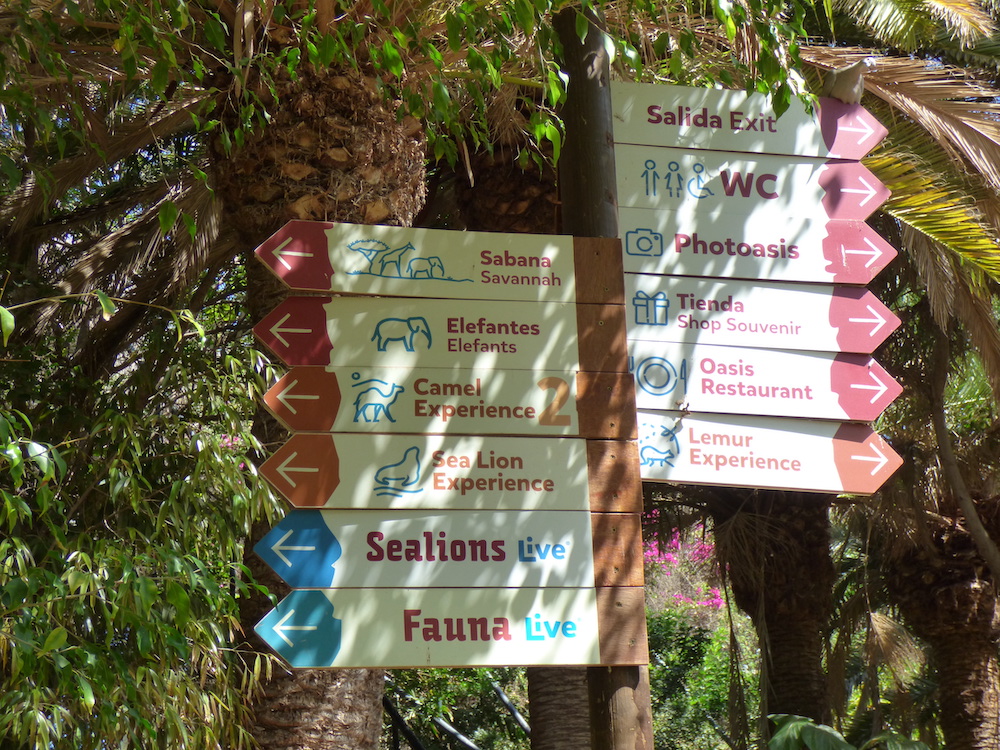 Salida Exit
WC
Photoasis
Tienda
Shop Souvenir
Oasis
Restaurant
Lemur
Experience
Sabana
Savannah
Elefantes
Elefants
Camel
Experience 2
Sea Lion
Experience
Sealions Live
Fauna Live